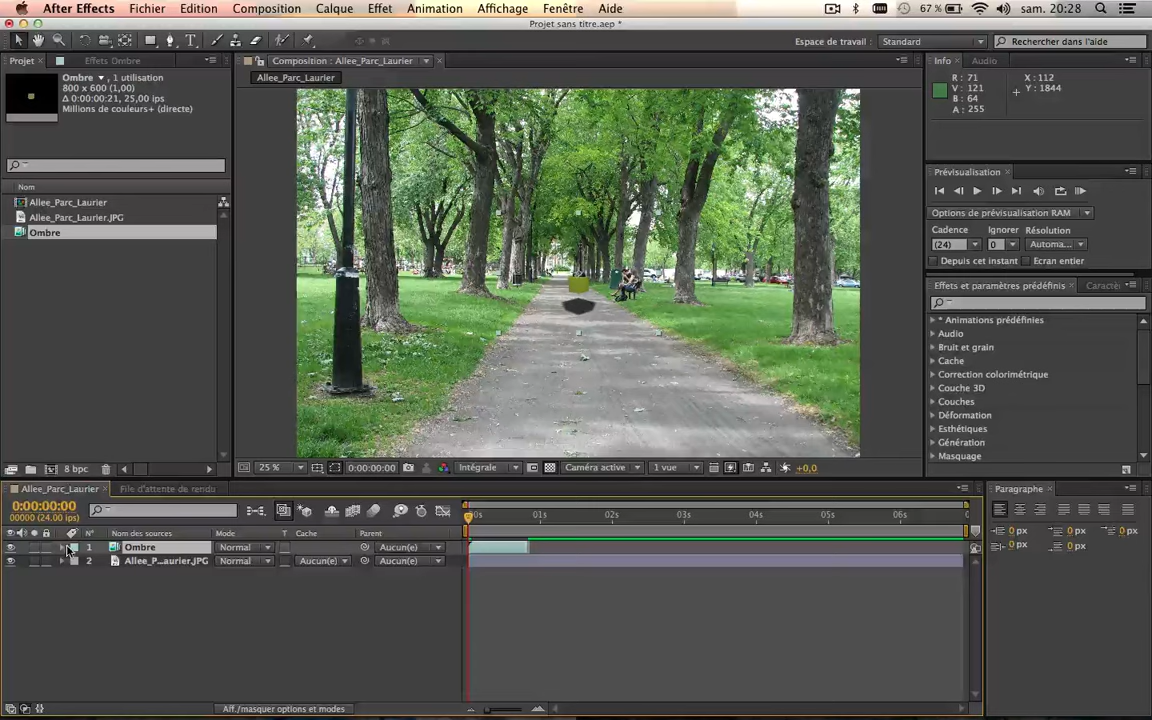 After Effects Fichier Edition Composition Calque Effet Animation Affichage Fenêtre Aide 67 % sam. 20:28
Projet sans titre.aep *
T Espace de travail : Standard Rechercher dans l'aide
Projet × Effets Ombre
Ombre ▼ , 1 utilisation
800 x 600 (1,00)
Δ 0:00:00:21, 25,00 ips
Millions de couleurs+ (directe)
Nom
Allee_Parc_Laurier
Allee_Parc_Laurier.JPG
Ombre
8 bpc
Composition : Allee_Parc_Laurier
Allee_Parc_Laurier
25 % 0:00:00:00 Intégrale Caméra active 1 vue +0,0
Info × Audio
R : 71
V : 121
B : 64
A : 255
X : 112
Y : 1844
Prévisualisation ×
Options de prévisualisation RAM
Cadence Ignorer Résolution
(24) 0 Automa...
Depuis cet instant Ecran entier
Effets et paramètres prédéfinis × Caractè
* Animations prédéfinies
Audio
Bruit et grain
Cache
Correction colorimétrique
Couche 3D
Couches
Déformation
Esthétiques
Génération
Masquage
Allee_Parc_Laurier × File d'attente de rendu
0:00:00:00
00000 (24.00 ips)
N° Nom des sources Mode T Cache Parent
1 Ombre Normal Aucun(e)
2 Allee_P...aurier.JPG Normal Aucun(e) Aucun(e)
0s 01s 02s 03s 04s 05s 06s 0
Aff./masquer options et modes
Paragraphe ×
0 px 0 px 0 px
0 px 0 px